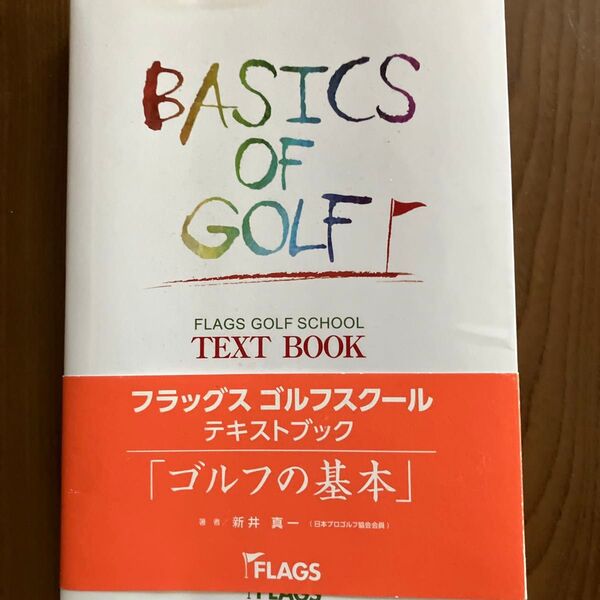 BASICS
OF
GOLF
FLAGS GOLF SCHOOL
TEXT BOOK
フラッグス ゴルフスクール
テキストブック
「ゴルフの基本」
著 者／新井 真一 （日本プロゴルフ協会会員）
FLAGS
FLAGS